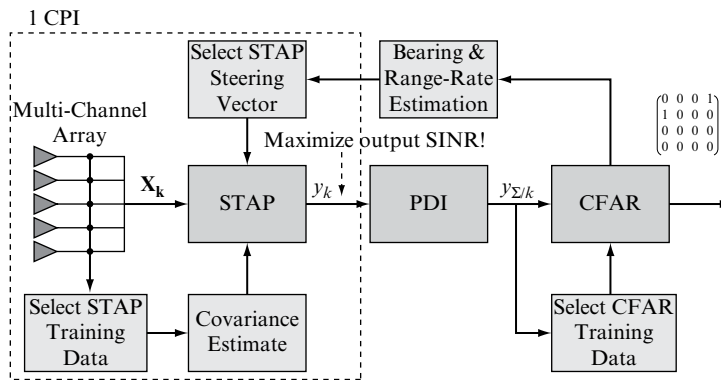 1 CPI
Select STAP
Steering
Vector
Bearing &
Range-Rate
Estimation
Multi-Channel
Array
Maximize output SINR!
0 0 0 1
1 0 0 0
0 0 0 0
0 0 0 0
X_k
STAP
y_k
PDI
y_Σ/k
CFAR
Select STAP
Training
Data
Covariance
Estimate
Select CFAR
Training
Data